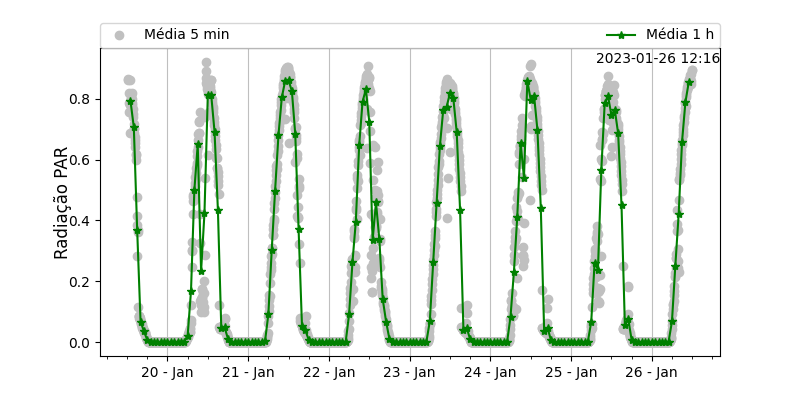 Média 5 min
Média 1 h
2023-01-26 12:16
Radiação PAR
0.8
0.6
0.4
0.2
0.0
20 - Jan
21 - Jan
22 - Jan
23 - Jan
24 - Jan
25 - Jan
26 - Jan